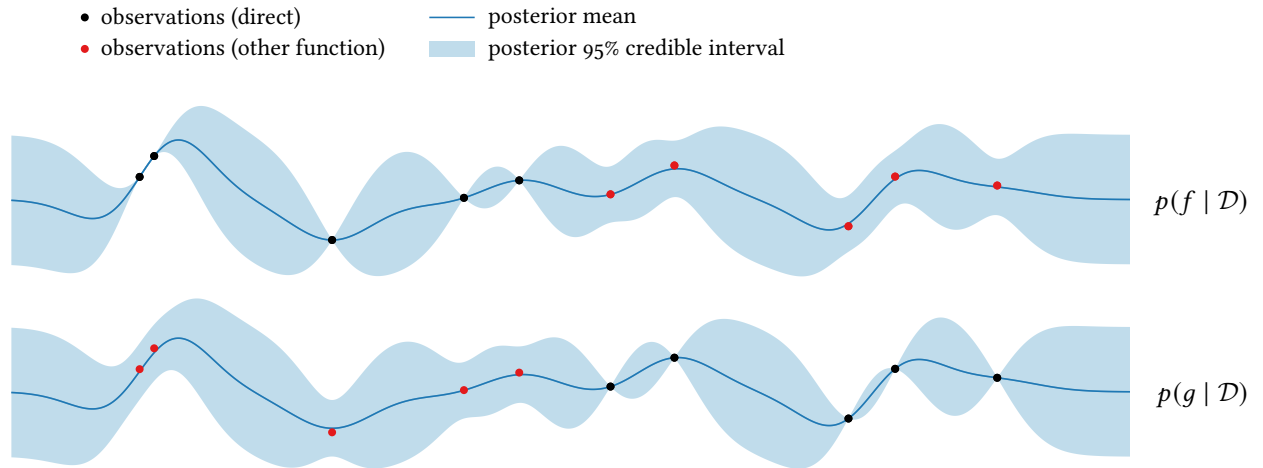 observations (direct)
posterior mean
observations (other function)
posterior 95% credible interval
p(f | 𝒟)
p(g | 𝒟)